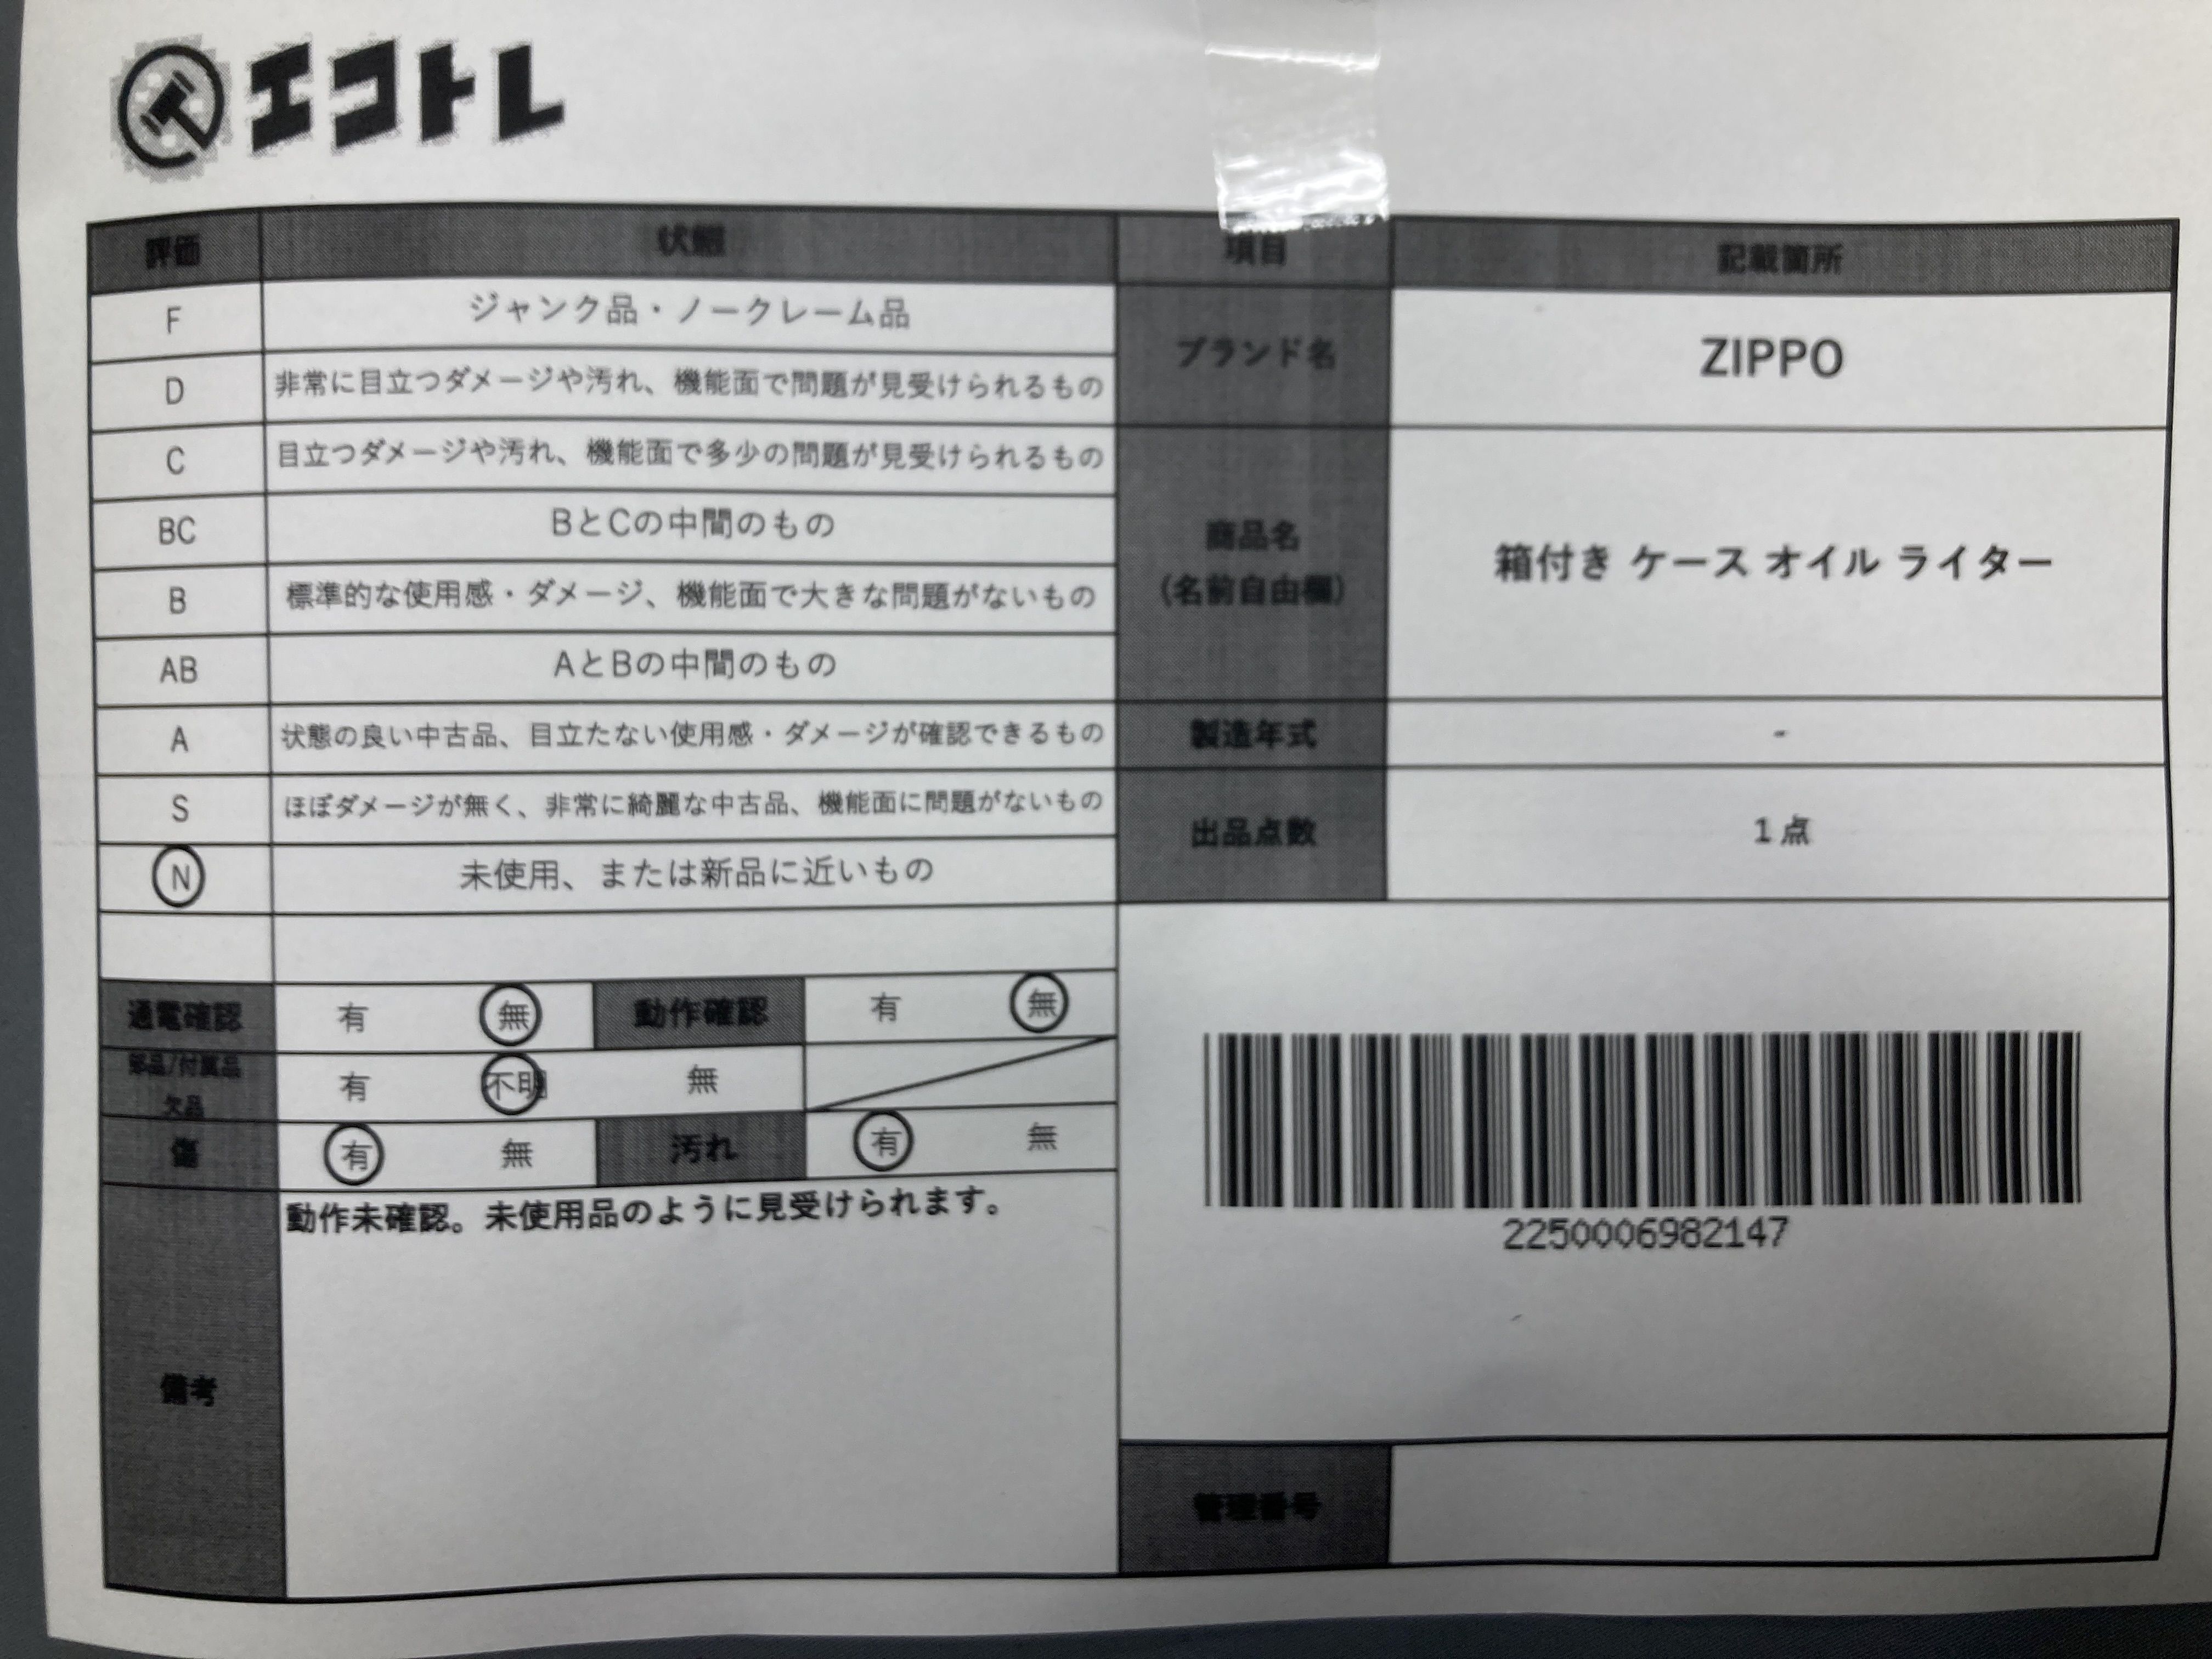 エコトレ
評価 状態
F ジャンク品・ノークレーム品
D 非常に目立つダメージや汚れ、機能面で問題が見受けられるもの
C 目立つダメージや汚れ、機能面で多少の問題が見受けられるもの
BC BとCの中間のもの
B 標準的な使用感・ダメージ、機能面で大きな問題がないもの
AB AとBの中間のもの
A 状態の良い中古品、目立たない使用感・ダメージが確認できるもの
S ほぼダメージが無く、非常に綺麗な中古品、機能面に問題がないもの
N 未使用、または新品に近いもの
通電確認 有 無 動作確認 有 無
部品/付属品
欠品 有 不明 無
傷 有 無 汚れ 有 無
備考 動作未確認。未使用品のように見受けられます。
項目 記載箇所
ブランド名 ZIPPO
商品名
(名前自由欄) 箱付き ケース オイル ライター
製造年式 -
出品点数 1点
2250006982147
管理番号